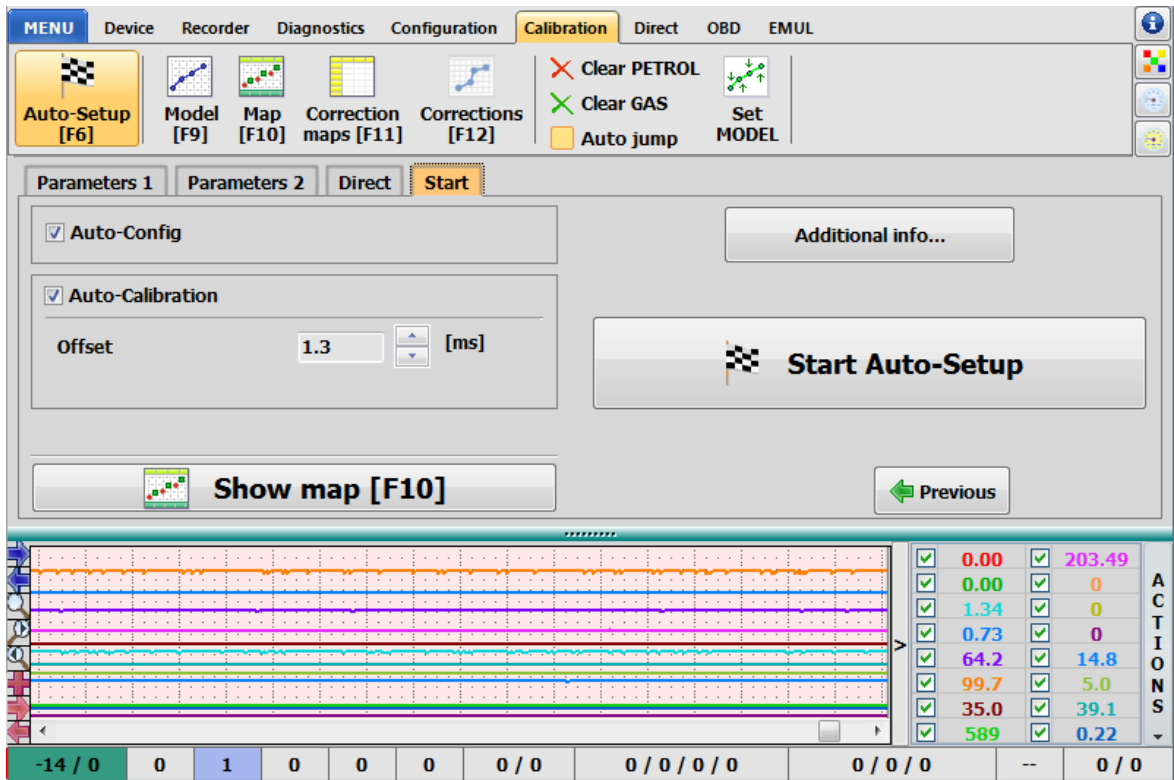 MENU Device Recorder Diagnostics Configuration Calibration Direct OBD EMUL
Auto-Setup
[F6]
Model
[F9]
Map
[F10]
Correction
maps [F11]
Corrections
[F12]
Clear PETROL
Clear GAS
Auto jump
Set
MODEL
Parameters 1 Parameters 2 Direct Start
Auto-Config
Additional info...
Auto-Calibration
Offset 1.3 [ms]
Start Auto-Setup
Show map [F10]
Previous
>
0.00 203.49
0.00 0
1.34 0
0.73 0
64.2 14.8
99.7 5.0
35.0 39.1
589 0.22
ACTIONS
-14 / 0 0 1 0 0 0 0 / 0 0 / 0 / 0 / 0 0 / 0 / 0 -- 0 / 0